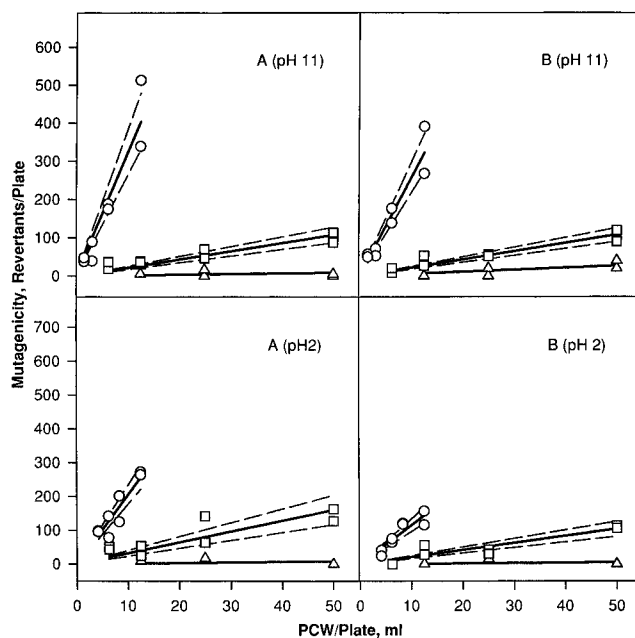 600
500
400
300
200
100
0
A (pH 11)
B (pH 11)
700
600
500
400
300
200
100
0
A (pH2)
B (pH 2)
Mutagenicity, Revertants/Plate
0 10 20 30 40 50
0 10 20 30 40 50
PCW/Plate, ml